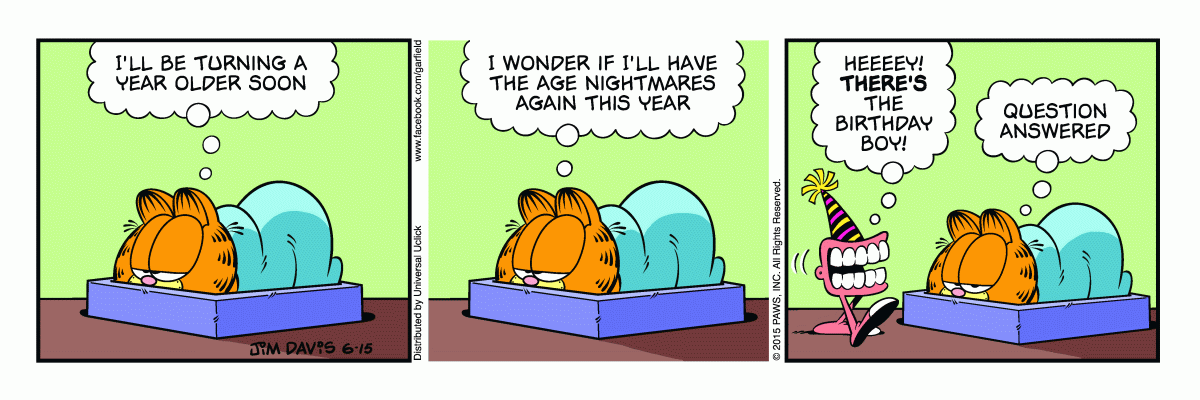 I'LL BE TURNING A
YEAR OLDER SOON
JIM DAVIS 6-15
www.facebook.com/garfield
Distributed by Universal Uclick
I WONDER IF I'LL HAVE
THE AGE NIGHTMARES
AGAIN THIS YEAR
© 2015 PAWS, INC. All Rights Reserved.
HEEEEY!
THERE'S
THE
BIRTHDAY
BOY!
QUESTION
ANSWERED